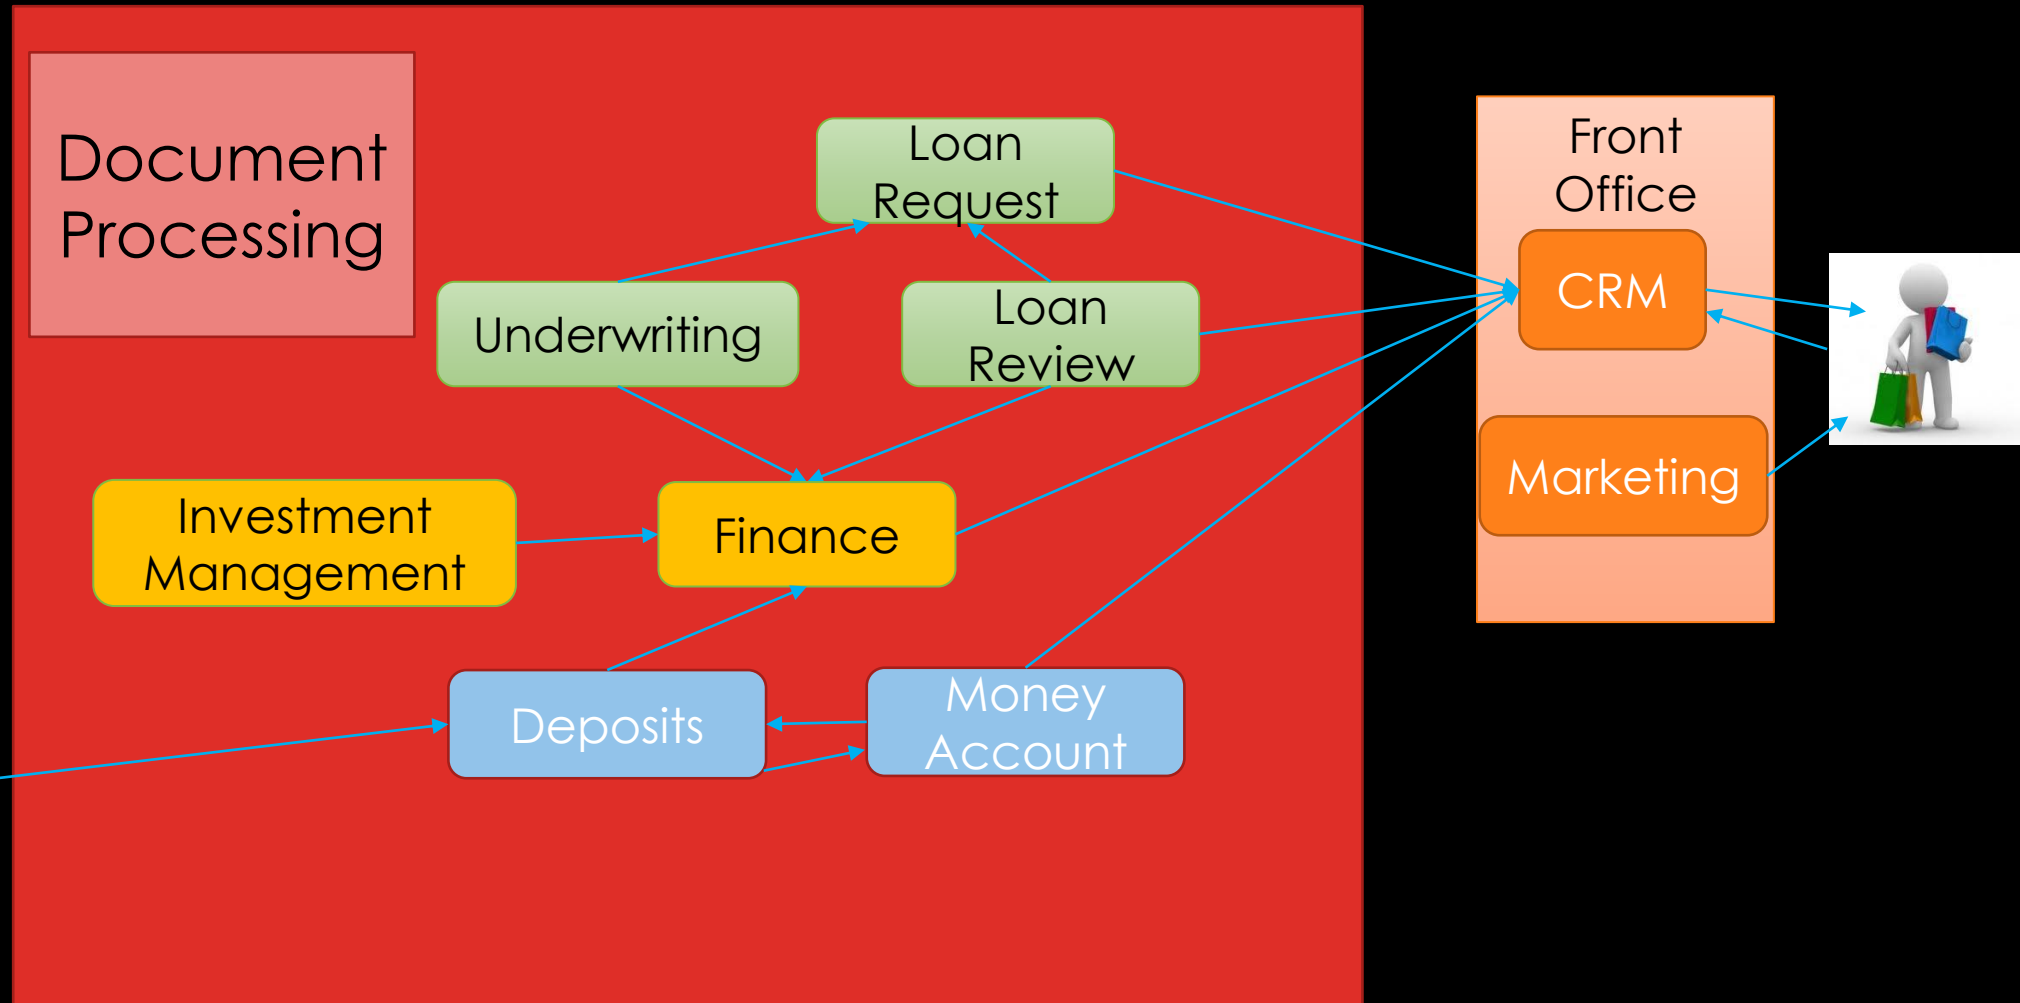 Document
Processing
Loan
Request
Underwriting
Loan
Review
Investment
Management
Finance
Deposits
Money
Account
Front
Office
CRM
Marketing